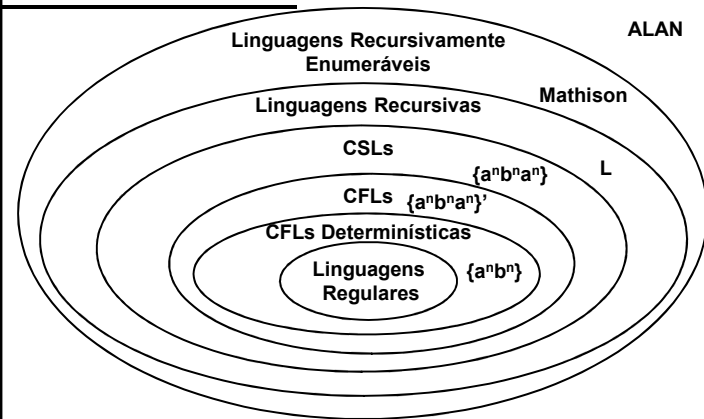 ALAN
Linguagens Recursivamente
Enumeráveis
Mathison
Linguagens Recursivas
CSLs
{aⁿbⁿaⁿ}
L
CFLs
{aⁿbⁿaⁿ}’
CFLs Determinísticas
Linguagens
Regulares
{aⁿbⁿ}